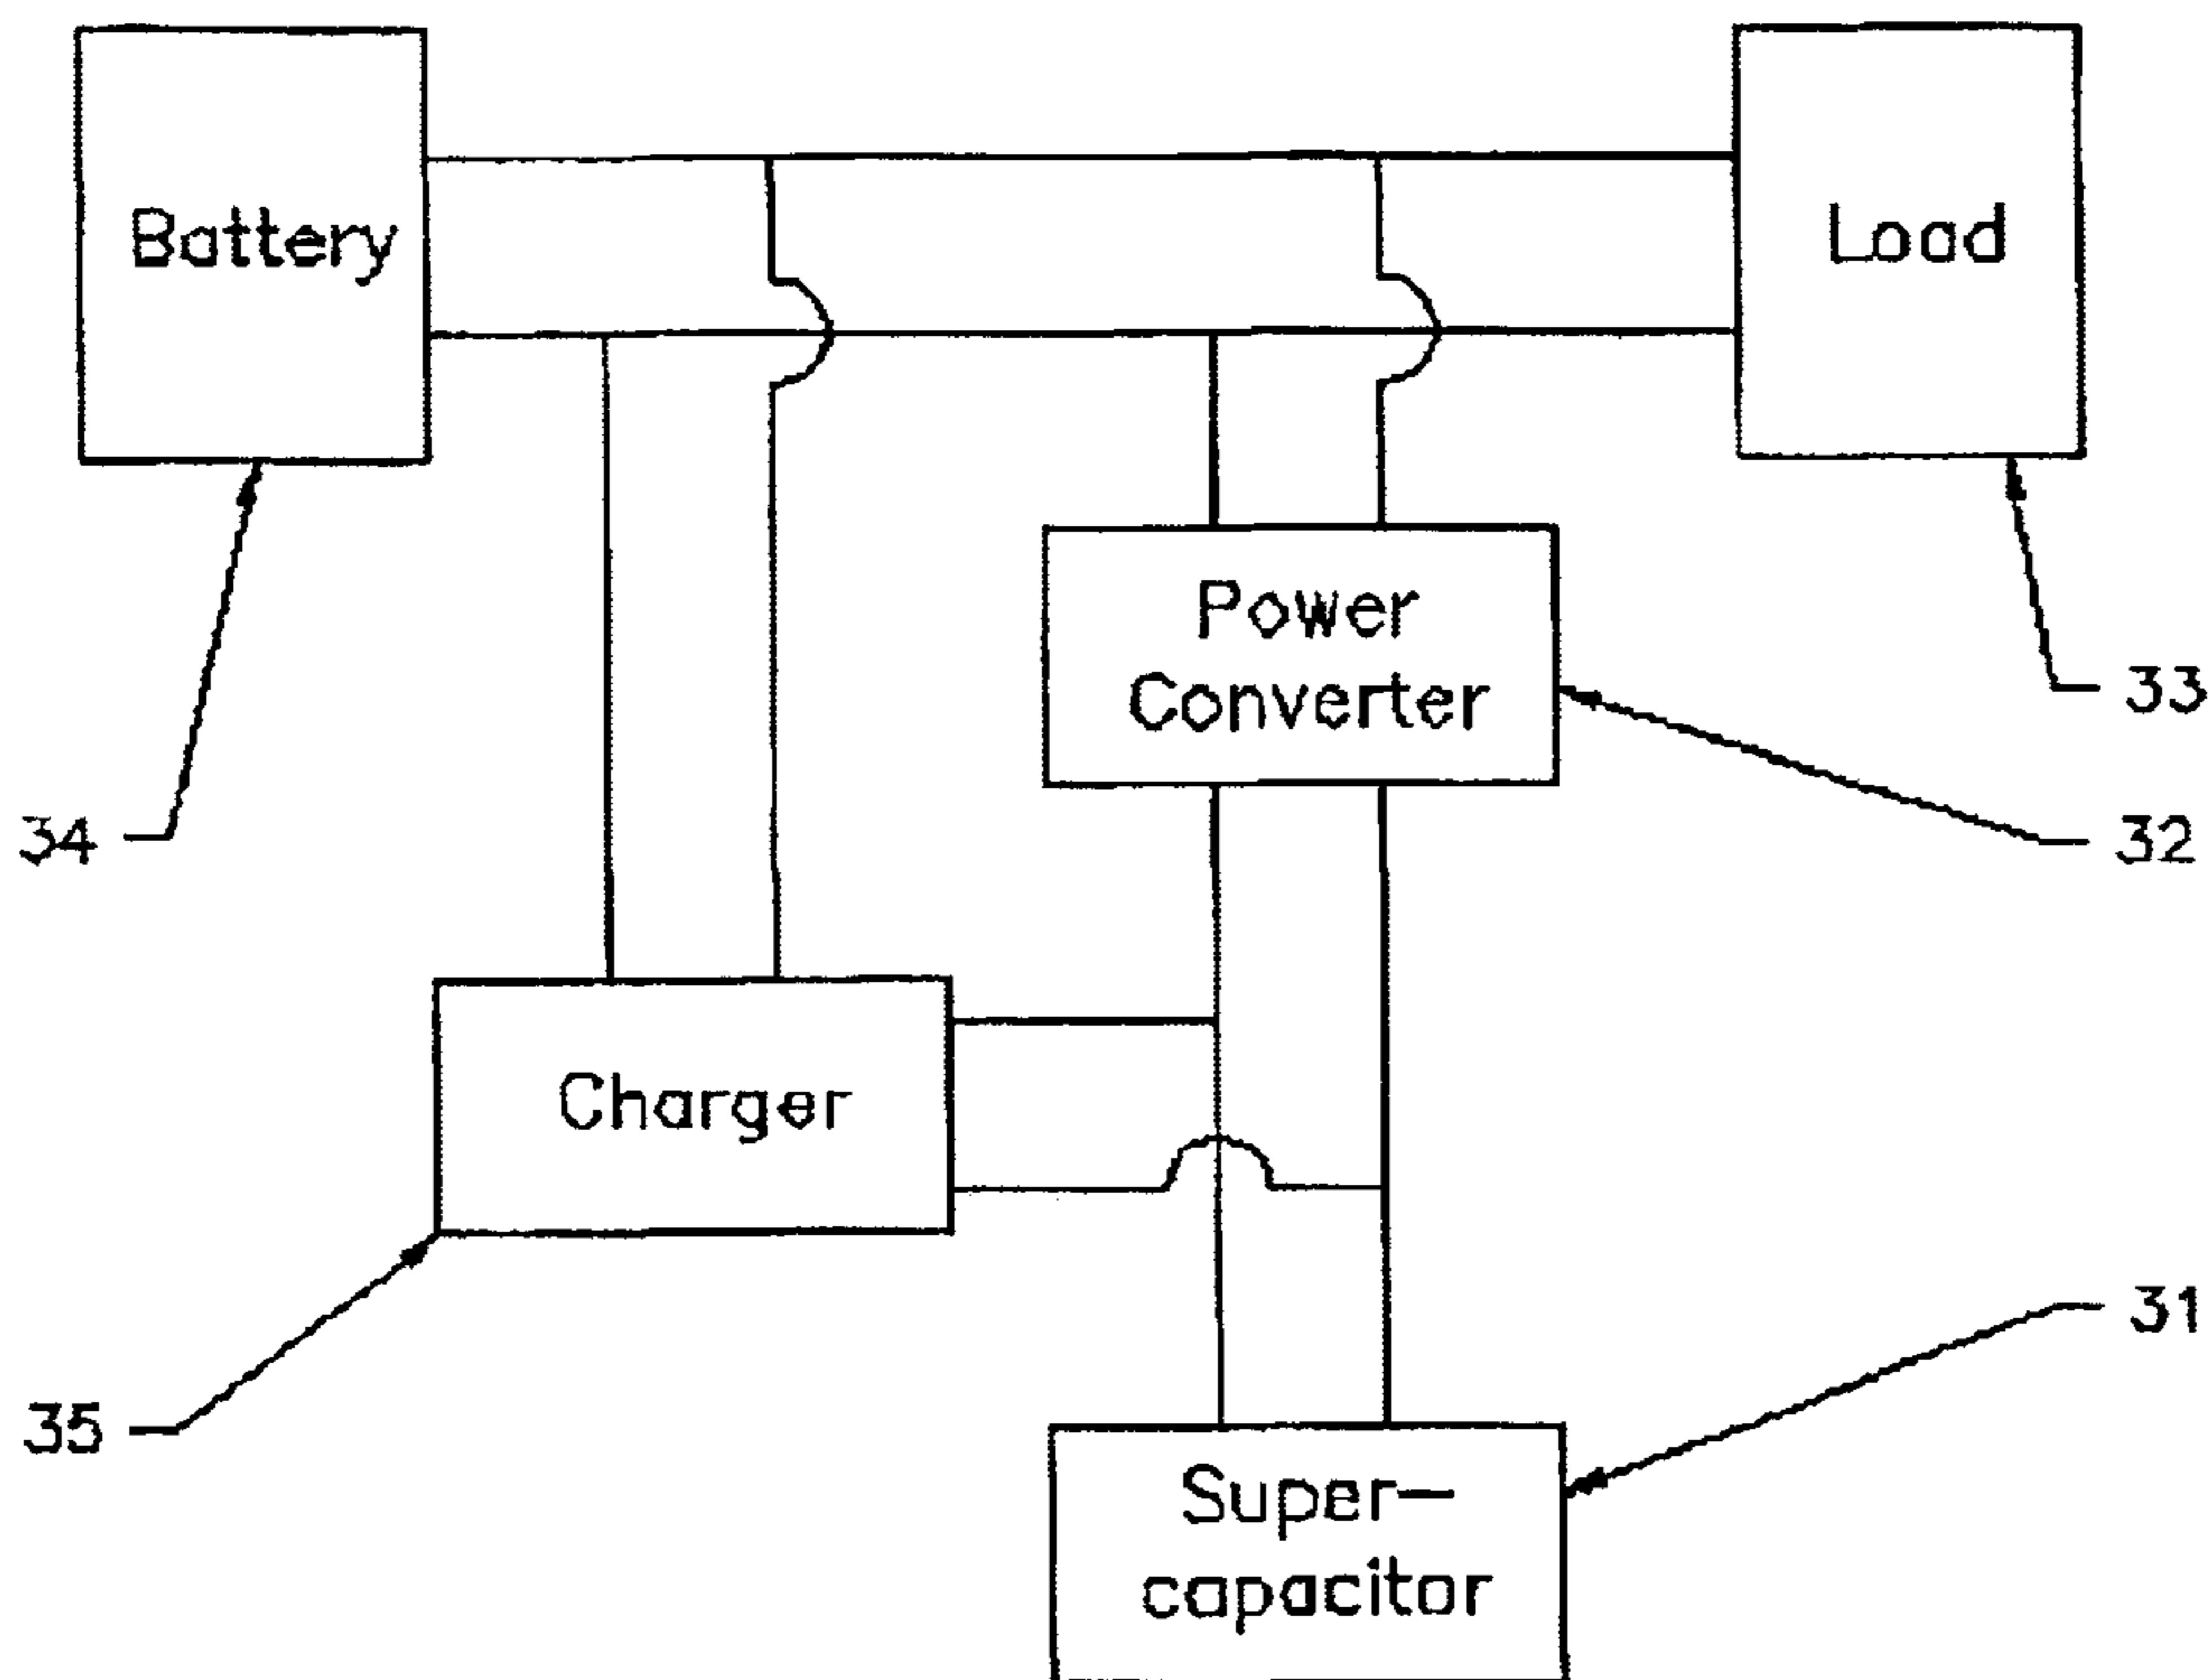 Battery
Load
Power
Converter
33
34
32
Charger
31
35
Super-
capacitor